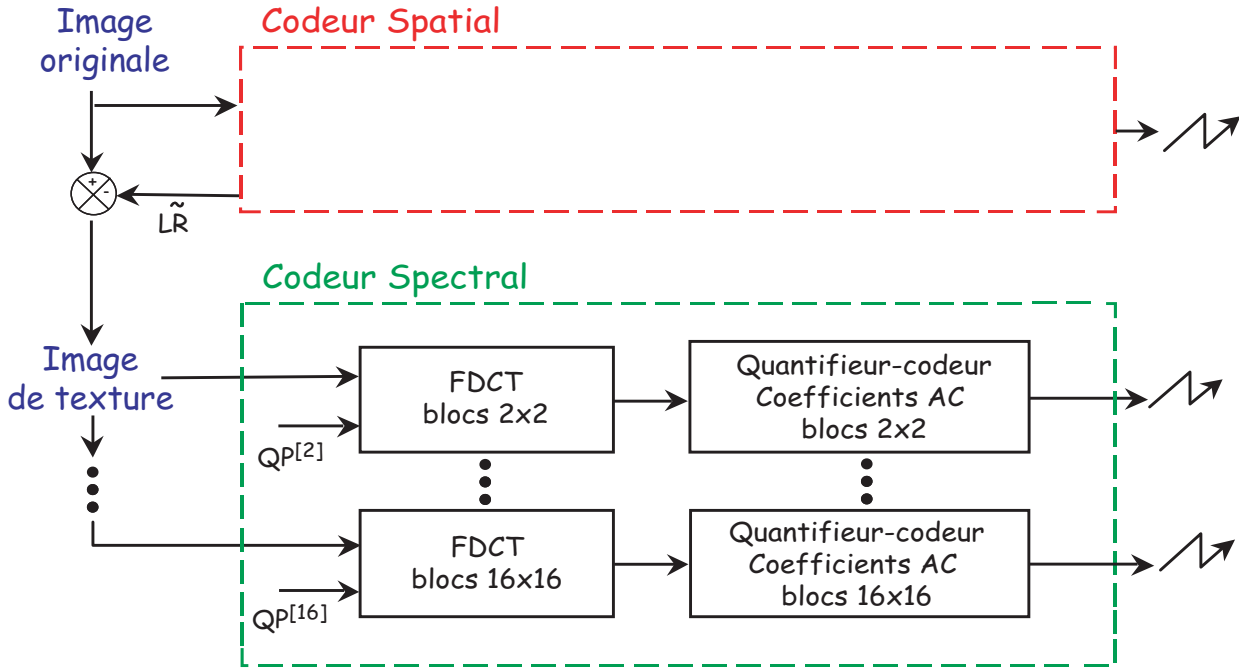 Image
originale
Codeur Spatial
+
-
L̃R
Codeur Spectral
Image
de texture
FDCT
blocs 2x2
Quantifieur-codeur
Coefficients AC
blocs 2x2
QP[2]
FDCT
blocs 16x16
Quantifieur-codeur
Coefficients AC
blocs 16x16
QP[16]